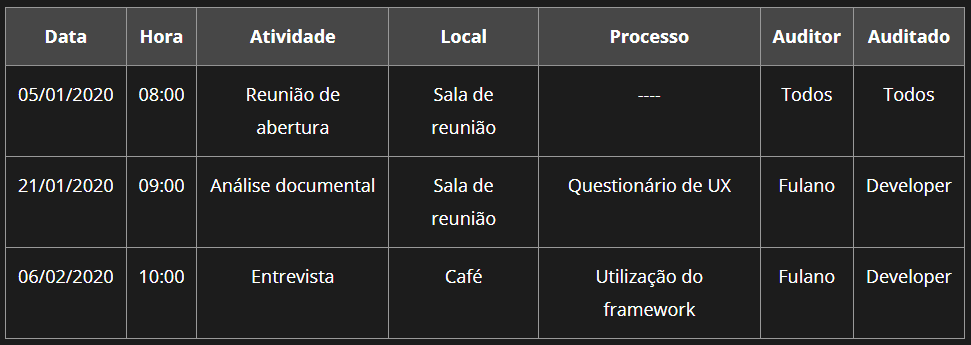 Data Hora Atividade Local Processo Auditor Auditado
05/01/2020 08:00 Reunião de Sala de ---- Todos Todos
abertura reunião
21/01/2020 09:00 Análise documental Sala de Questionário de UX Fulano Developer
reunião
06/02/2020 10:00 Entrevista Café Utilização do Fulano Developer
framework